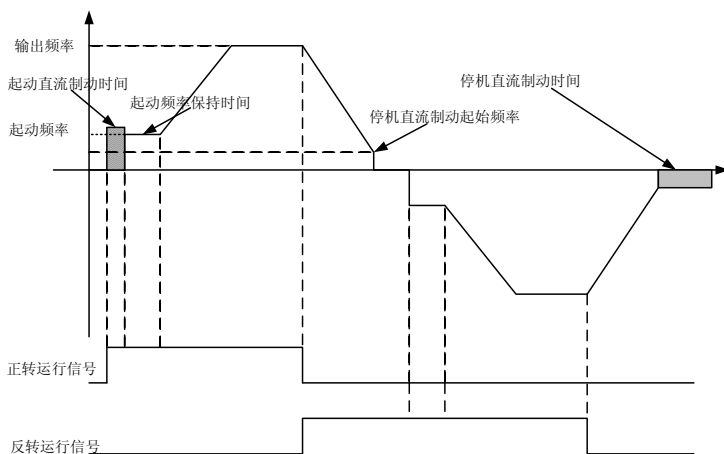 输出频率
起动直流制动时间
停机直流制动时间
起动频率保持时间
停机直流制动起始频率
起动频率
正转运行信号
反转运行信号